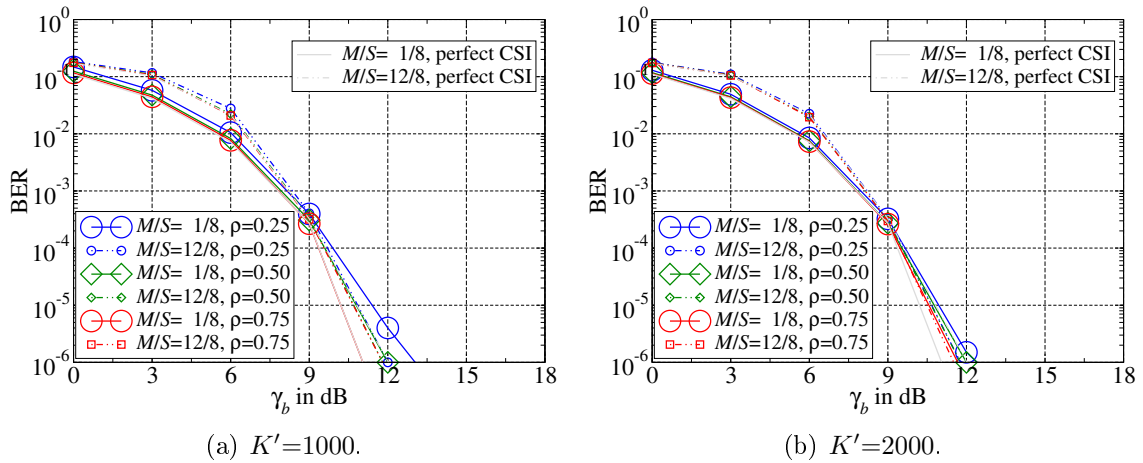 10^0
10^-1
10^-2
10^-3
10^-4
10^-5
10^-6
BER
M/S= 1/8, perfect CSI
M/S=12/8, perfect CSI
M/S= 1/8, ρ=0.25
M/S=12/8, ρ=0.25
M/S= 1/8, ρ=0.50
M/S=12/8, ρ=0.50
M/S= 1/8, ρ=0.75
M/S=12/8, ρ=0.75
0 3 6 9 12 15 18
γ_b in dB
(a) K′=1000.
10^0
10^-1
10^-2
10^-3
10^-4
10^-5
10^-6
BER
M/S= 1/8, perfect CSI
M/S=12/8, perfect CSI
M/S= 1/8, ρ=0.25
M/S=12/8, ρ=0.25
M/S= 1/8, ρ=0.50
M/S=12/8, ρ=0.50
M/S= 1/8, ρ=0.75
M/S=12/8, ρ=0.75
0 3 6 9 12 15 18
γ_b in dB
(b) K′=2000.